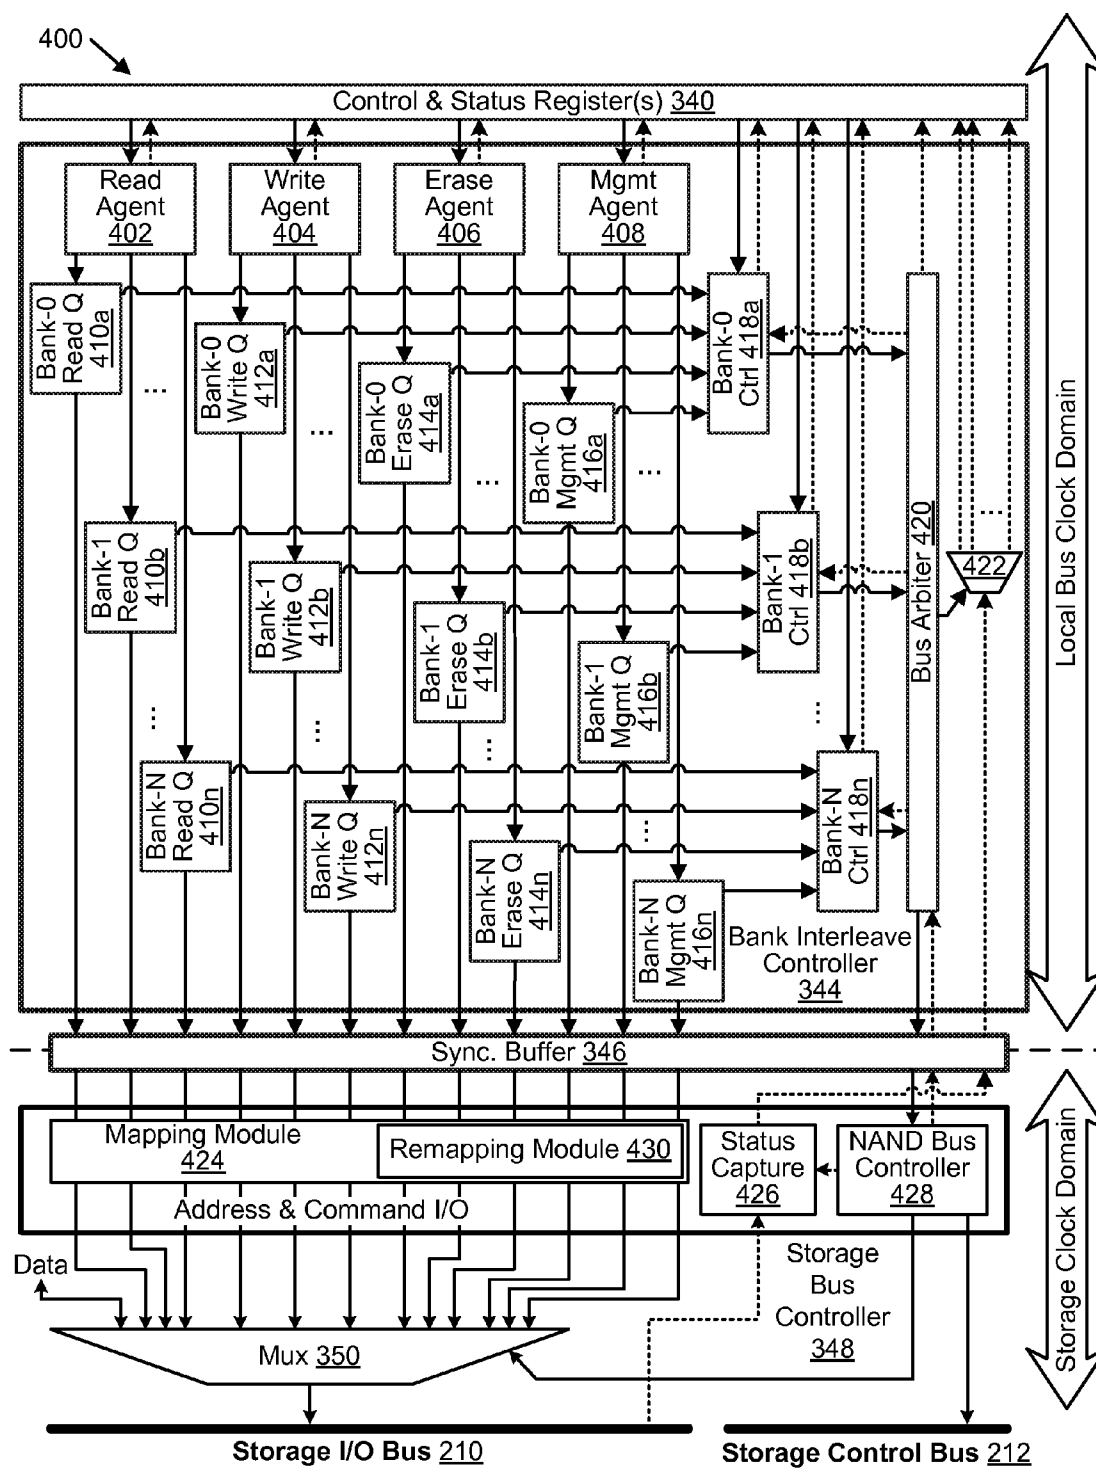 400
Control & Status Register(s) 340
Read
Agent
402
Write
Agent
404
Erase
Agent
406
Mgmt
Agent
408
Bank-0
Read Q
410a
Bank-0
Write Q
412a
Bank-0
Erase Q
414a
Bank-0
Mgmt Q
416a
Bank-0
Ctrl 418a
...
...
...
...
Bank-1
Read Q
410b
Bank-1
Write Q
412b
Bank-1
Erase Q
414b
Bank-1
Mgmt Q
416b
Bank-1
Ctrl 418b
Bus Arbiter 420
...
422
...
...
...
...
...
Bank-N
Read Q
410n
Bank-N
Write Q
412n
Bank-N
Erase Q
414n
Bank-N
Mgmt Q
416n
Bank-N
Ctrl 418n
Bank Interleave
Controller
344
Local Bus Clock Domain
Sync. Buffer 346
Mapping Module
424
Remapping Module 430
Status
Capture
426
NAND Bus
Controller
428
Address & Command I/O
Data
Storage
Bus
Controller
348
Storage Clock Domain
Mux 350
Storage I/O Bus 210
Storage Control Bus 212